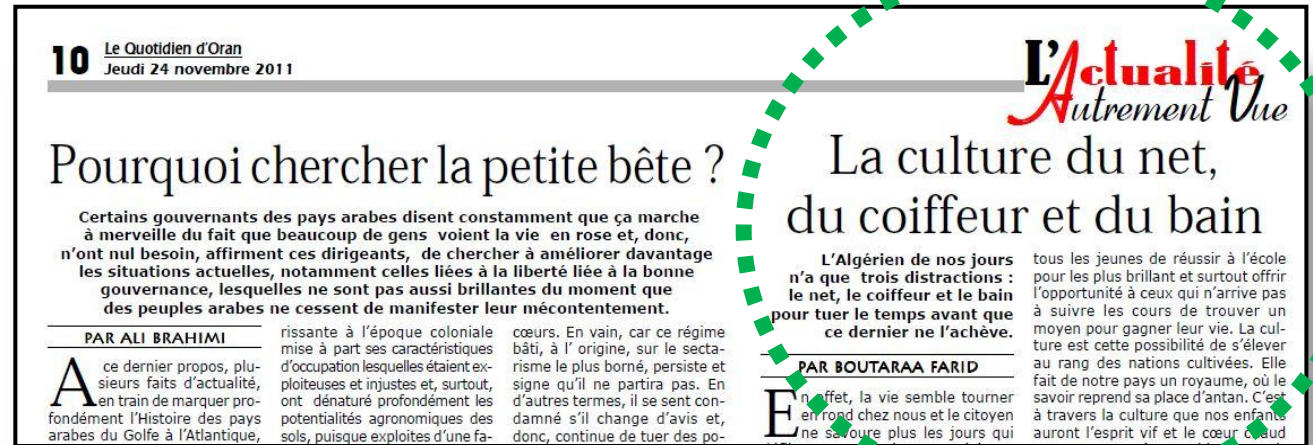 10 Le Quotidien d'Oran
Jeudi 24 novembre 2011
L'Actualité
Autrement Vue
Pourquoi chercher la petite bête ?
Certains gouvernants des pays arabes disent constamment que ça marche
à merveille du fait que beaucoup de gens voient la vie en rose et, donc,
n'ont nul besoin, affirment ces dirigeants, de chercher à améliorer davantage
les situations actuelles, notamment celles liées à la liberté liée à la bonne
gouvernance, lesquelles ne sont pas aussi brillantes du moment que
des peuples arabes ne cessent de manifester leur mécontentement.
PAR ALI BRAHIMI
A ce dernier propos, plu-
sieurs faits d'actualité,
en train de marquer pro-
fondément l'Histoire des pays
arabes du Golfe à l'Atlantique,
rissante à l'époque coloniale
mise à part ses caractéristiques
d'occupation lesquelles étaient ex-
ploiteuses et injustes et, surtout,
ont dénaturé profondément les
potentialités agronomiques des
sols, puisque exploites d'une fa-
cœurs. En vain, car ce régime
bâti, à l' origine, sur le secta-
risme le plus borné, persiste et
signe qu'il ne partira pas. En
d'autres termes, il se sent con-
damné s'il change d'avis et,
donc, continue de tuer des po-
La culture du net,
du coiffeur et du bain
L'Algérien de nos jours
n'a que trois distractions :
le net, le coiffeur et le bain
pour tuer le temps avant que
ce dernier ne l'achève.
PAR BOUTARAA FARID
En effet, la vie semble tourner
en rond chez nous et le citoyen
ne savoure plus les jours qui
tous les jeunes de réussir à l'école
pour les plus brillant et surtout offrir
l'opportunité à ceux qui n'arrive pas
à suivre les cours de trouver un
moyen pour gagner leur vie. La cul-
ture est cette possibilité de s'élever
au rang des nations cultivées. Elle
fait de notre pays un royaume, où le
savoir reprend sa place d'antan. C'est
à travers la culture que nos enfants
auront l'esprit vif et le cœur chaud